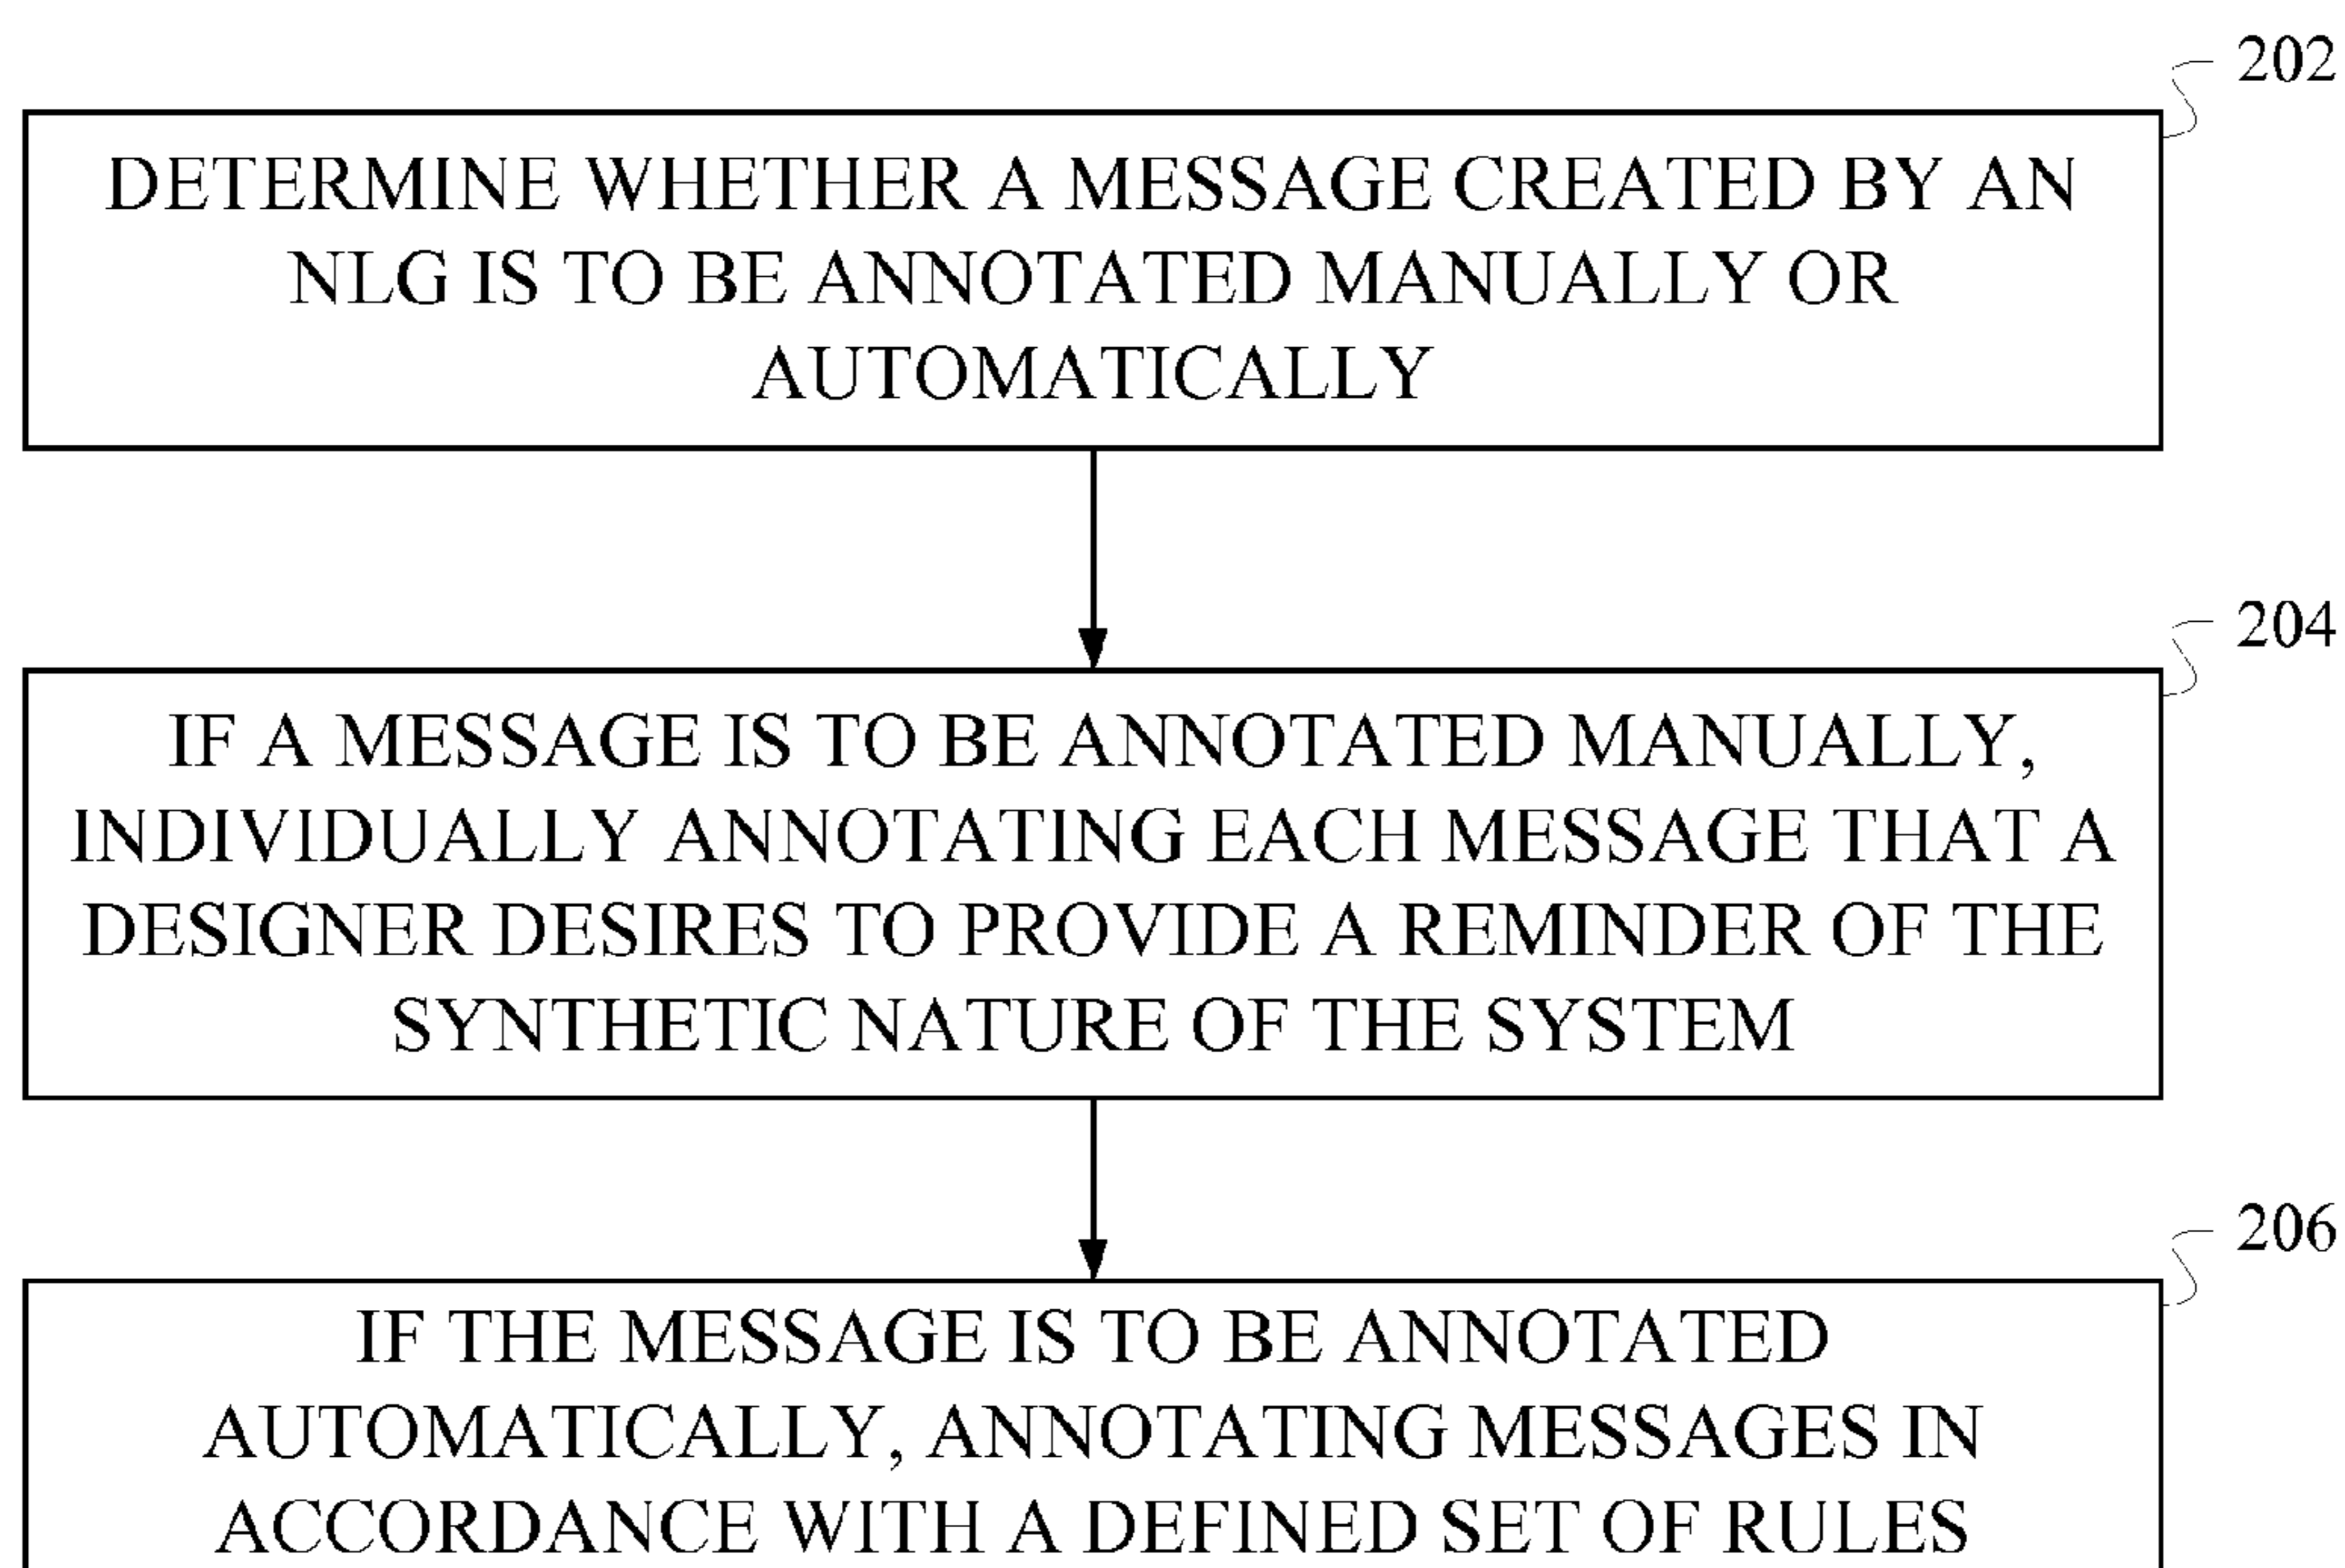 202
DETERMINE WHETHER A MESSAGE CREATED BY AN
NLG IS TO BE ANNOTATED MANUALLY OR
AUTOMATICALLY
204
IF A MESSAGE IS TO BE ANNOTATED MANUALLY,
INDIVIDUALLY ANNOTATING EACH MESSAGE THAT A
DESIGNER DESIRES TO PROVIDE A REMINDER OF THE
SYNTHETIC NATURE OF THE SYSTEM
206
IF THE MESSAGE IS TO BE ANNOTATED
AUTOMATICALLY, ANNOTATING MESSAGES IN
ACCORDANCE WITH A DEFINED SET OF RULES